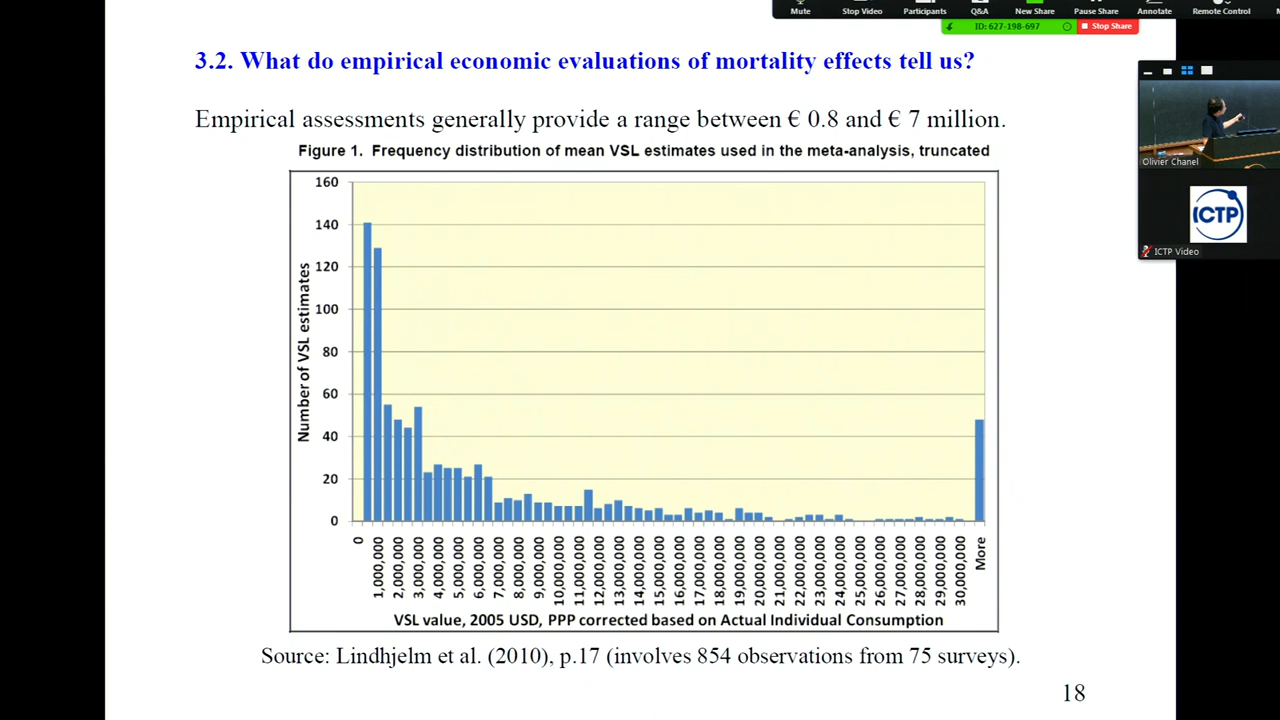 Mute
Stop Video
Participants
Q&A
New Share
Pause Share
Annotate
Remote Control
ID: 627-198-697
Stop Share
3.2. What do empirical economic evaluations of mortality effects tell us?
Empirical assessments generally provide a range between € 0.8 and € 7 million.
Figure 1. Frequency distribution of mean VSL estimates used in the meta-analysis, truncated
Olivier Chanel
ICTP
ICTP Video
Number of VSL estimates
160
140
120
100
80
60
40
20
0
0
1,000,000
2,000,000
3,000,000
4,000,000
5,000,000
6,000,000
7,000,000
8,000,000
9,000,000
10,000,000
11,000,000
12,000,000
13,000,000
14,000,000
15,000,000
16,000,000
17,000,000
18,000,000
19,000,000
20,000,000
21,000,000
22,000,000
23,000,000
24,000,000
25,000,000
26,000,000
27,000,000
28,000,000
29,000,000
30,000,000
More
VSL value, 2005 USD, PPP corrected based on Actual Individual Consumption
Source: Lindhjelm et al. (2010), p.17 (involves 854 observations from 75 surveys).
18